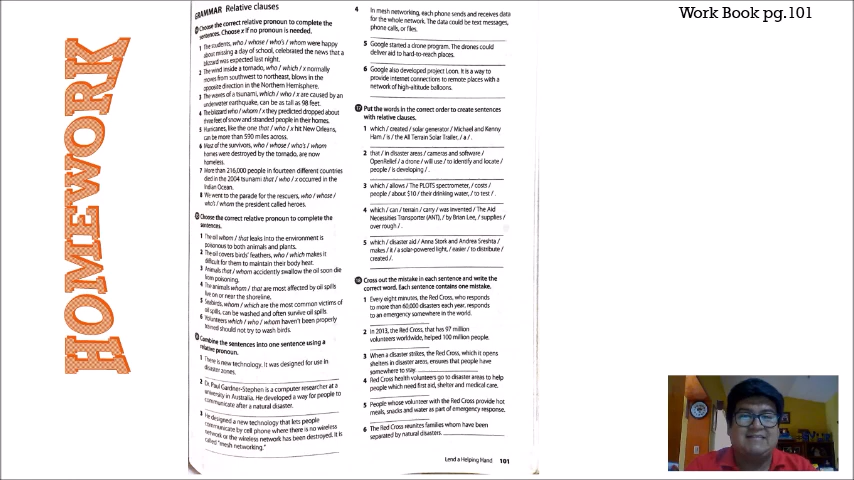 Work Book pg.101
HOMEWORK
GRAMMAR Relative clauses
Choose the correct relative pronoun to complete the
sentences. Choose x if no pronoun is needed.
1 The students, who / whose / who's / whom were happy
about missing a day of school, celebrated the news that a
blizzard was expected last night.
2 The wind inside a tornado, who / which / x normally
moves from southwest to northeast, blows in the
opposite direction in the Northern Hemisphere.
3 The waves of a tsunami, which / who / x are caused by an
underwater earthquake, can be as tall as 98 feet.
4 The blizzard who / whom / x they predicted dropped about
three feet of snow and stranded people in their homes.
5 Hurricanes, like the one that / who / x hit New Orleans,
can be more than 590 miles across.
6 Most of the survivors, who / whose / who's / whom
homes were destroyed by the tornado, are now
homeless.
7 More than 216,000 people in fourteen different countries
died in the 2004 tsunami that / who / x occurred in the
Indian Ocean.
8 We went to the parade for the rescuers, who / whose /
who's / whom the president called heroes.
Choose the correct relative pronoun to complete the
sentences.
1 The oil whom / that leaks into the environment is
poisonous to both animals and plants.
2 The oil covers birds' feathers, who / which makes it
difficult for them to maintain their body heat.
3 Animals that / whom accidently swallow the oil soon die
from poisoning.
4 The animals whom / that are most affected by oil spills
live on or near the shoreline.
5 Seabirds, whom / which are the most common victims of
oil spills, can be washed and often survive oil spills.
6 Volunteers which / who / whom haven't been properly
trained should not try to wash birds.
Combine the sentences into one sentence using a
relative pronoun.
1 There is new technology. It was designed for use in
disaster zones.
2 Dr. Paul Gardner-Stephen is a computer researcher at a
university in Australia. He developed a way for people to
communicate after a natural disaster.
3 He designed a new technology that lets people
communicate by cell phone where there is no wireless
network or the wireless network has been destroyed. It is
called "mesh networking."
4 In mesh networking, each phone sends and receives data
for the whole network. The data could be text messages,
phone calls, or files.
5 Google started a drone program. The drones could
deliver aid to hard-to-reach places.
6 Google also developed project Loon. It is a way to
provide internet connections to remote places with a
network of high-altitude balloons.
17 Put the words in the correct order to create sentences
with relative clauses.
1 which / created / solar generator / Michael and Kenny
Ham / is / the All Terrain Solar Trailer, / a / .
2 that / in disaster areas / cameras and software /
OpenRelief / a drone / will use / to identify and locate /
people / is developing / .
3 which / allows / The PLOTS spectrometer, / costs /
people / about $10 / their drinking water, / to test / .
4 which / can / terrain / carry / was invented / The Aid
Necessities Transporter (ANT), / by Brian Lee, / supplies /
over rough / .
5 which / disaster aid / Anna Stork and Andrea Sreshta /
makes / it / a solar-powered light, / easier / to distribute /
created / .
18 Cross out the mistake in each sentence and write the
correct word. Each sentence contains one mistake.
1 Every eight minutes, the Red Cross, who responds
to more than 60,000 disasters each year, responds
to an emergency somewhere in the world.
2 In 2013, the Red Cross, that has 97 million
volunteers worldwide, helped 100 million people.
3 When a disaster strikes, the Red Cross, which it opens
shelters in disaster areas, ensures that people have
somewhere to stay.
4 Red Cross health volunteers go to disaster areas to help
people which need first aid, shelter and medical care.
5 People whose volunteer with the Red Cross provide hot
meals, snacks and water as part of emergency response.
6 The Red Cross reunites families whom have been
separated by natural disasters.
Lend a Helping Hand 101